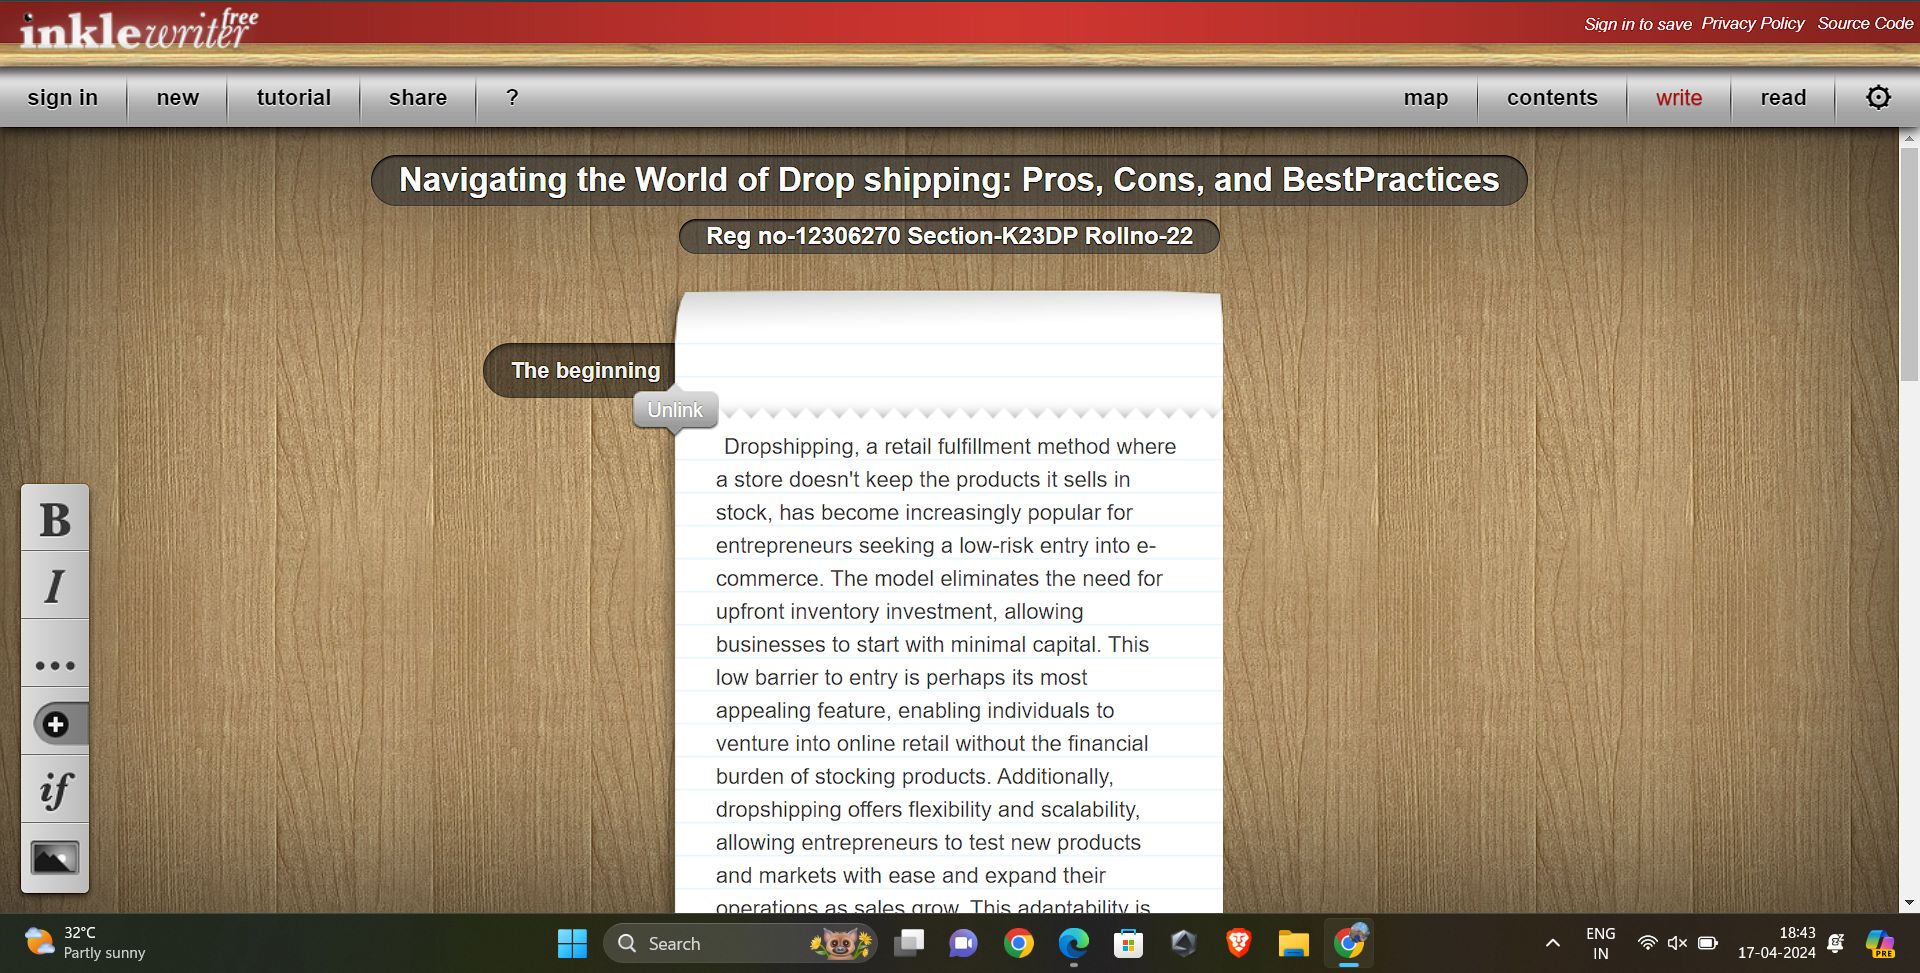 inklewriter free
Sign in to save Privacy Policy Source Code
sign in new tutorial share ? map contents write read
Navigating the World of Drop shipping: Pros, Cons, and BestPractices
Reg no-12306270 Section-K23DP Rollno-22
The beginning
Unlink
Dropshipping, a retail fulfillment method where
a store doesn't keep the products it sells in
stock, has become increasingly popular for
entrepreneurs seeking a low-risk entry into e-
commerce. The model eliminates the need for
upfront inventory investment, allowing
businesses to start with minimal capital. This
low barrier to entry is perhaps its most
appealing feature, enabling individuals to
venture into online retail without the financial
burden of stocking products. Additionally,
dropshipping offers flexibility and scalability,
allowing entrepreneurs to test new products
and markets with ease and expand their
operations as sales grow. This adaptability is
B
I
...
if
32°C
Partly sunny
Search
ENG
IN
18:43
17-04-2024
PRE